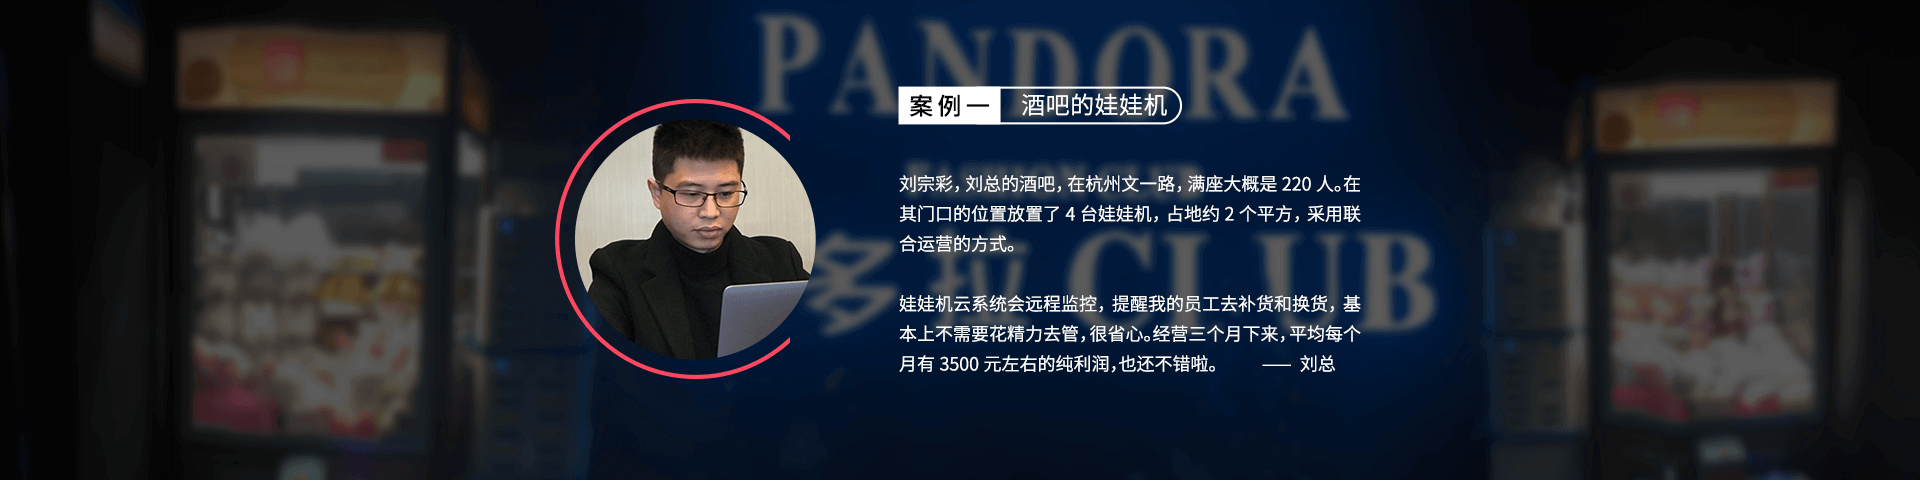 PANDORA
案例一 酒吧的娃娃机
刘宗彩，刘总的酒吧，在杭州文一路，满座大概是 220 人。在
其门口的位置放置了 4 台娃娃机，占地约 2 个平方，采用联
合运营的方式。
多拉 CLUB
娃娃机云系统会远程监控，提醒我的员工去补货和换货，基
本上不需要花精力去管，很省心。经营三个月下来，平均每个
月有 3500 元左右的纯利润，也还不错啦。 —— 刘总